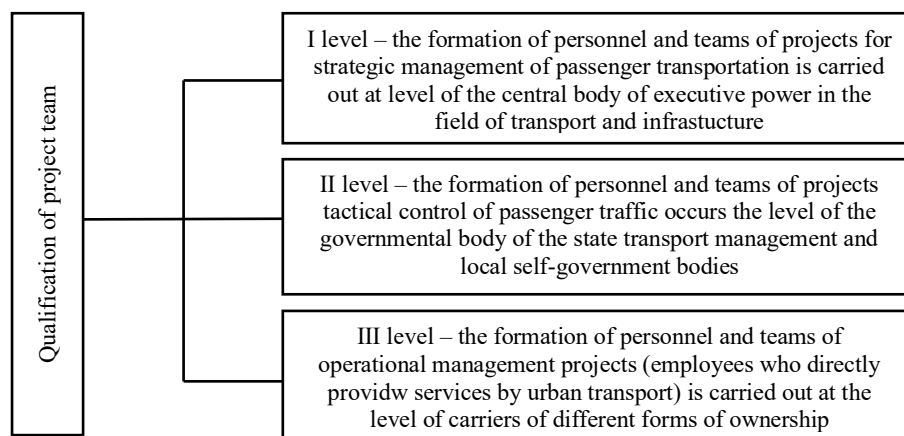 Qualification of project team
I level – the formation of personnel and teams of projects for
strategic management of passenger transportation is carried
out at level of the central body of executive power in the
field of transport and infrastucture
II level – the formation of personnel and teams of projects
tactical control of passenger traffic occurs the level of the
governmental body of the state transport management and
local self-government bodies
III level – the formation of personnel and teams of
operational management projects (employees who directly
providw services by urban transport) is carried out at the
level of carriers of different forms of ownership